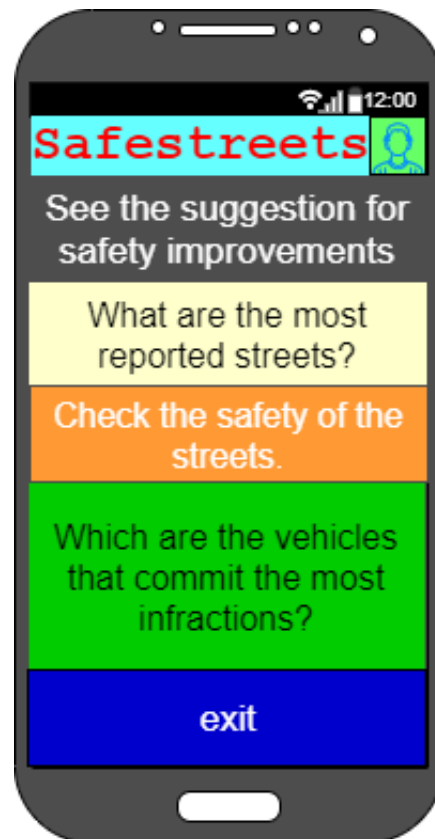 12:00
Safestreets
See the suggestion for
safety improvements
What are the most
reported streets?
Check the safety of the
streets.
Which are the vehicles
that commit the most
infractions?
exit